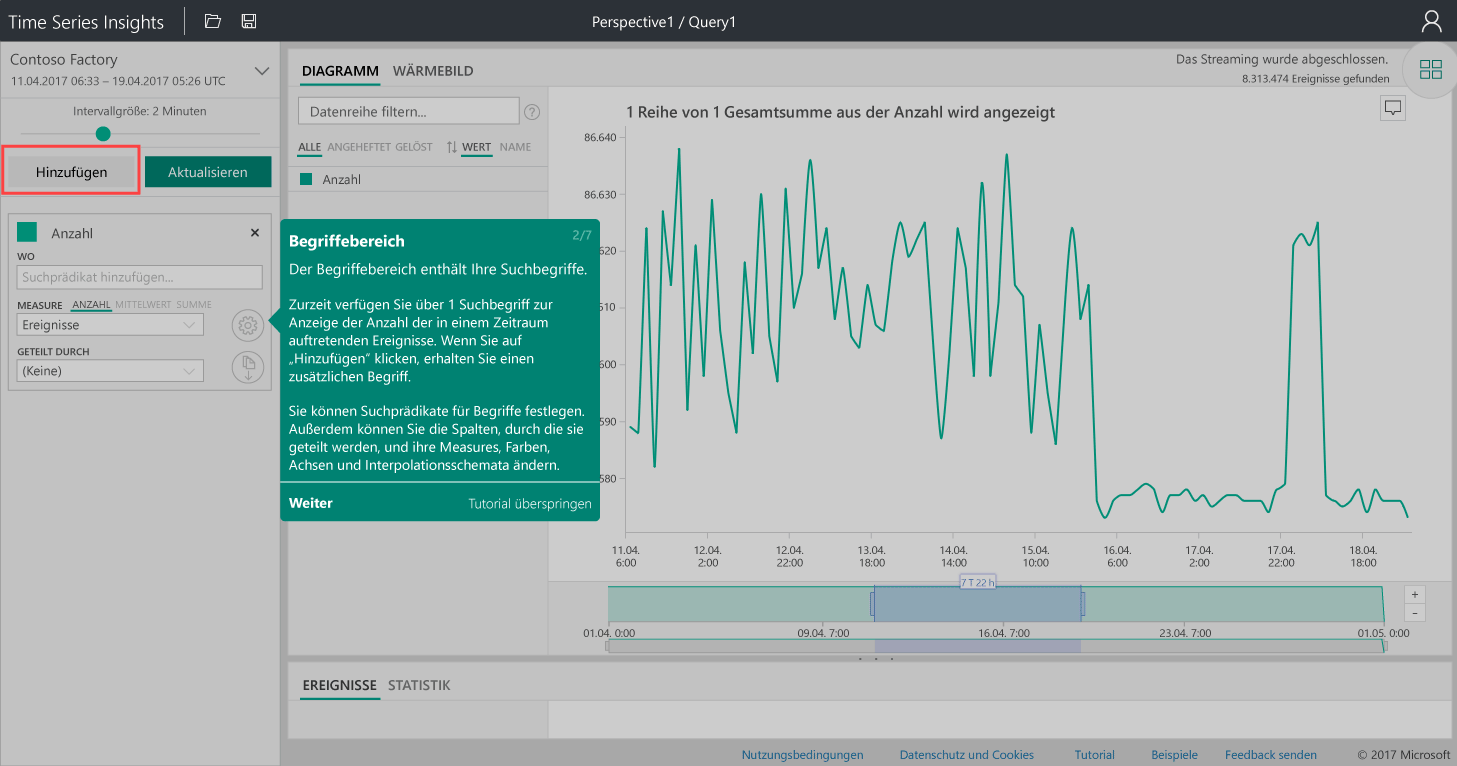 Time Series Insights
Perspective1 / Query1
Contoso Factory
11.04.2017 06:33 – 19.04.2017 05:26 UTC
Intervallgröße: 2 Minuten
Hinzufügen
Aktualisieren
Anzahl
×
WO
Suchprädikat hinzufügen...
MEASURE ANZAHL MITTELWERT SUMME
Ereignisse
GETEILT DURCH
(Keine)
DIAGRAMM WÄRMEBILD
Das Streaming wurde abgeschlossen.
8.313.474 Ereignisse gefunden
Datenreihe filtern...
?
ALLE ANGEHEFTET GELÖST WERT NAME
Anzahl
Begriffebereich 2/7
Der Begriffebereich enthält Ihre Suchbegriffe.
Zurzeit verfügen Sie über 1 Suchbegriff zur
Anzeige der Anzahl der in einem Zeitraum
auftretenden Ereignisse. Wenn Sie auf
„Hinzufügen“ klicken, erhalten Sie einen
zusätzlichen Begriff.
Sie können Suchprädikate für Begriffe festlegen.
Außerdem können Sie die Spalten, durch die sie
geteilt werden, und ihre Measures, Farben,
Achsen und Interpolationsschemata ändern.
Weiter Tutorial überspringen
1 Reihe von 1 Gesamtsumme aus der Anzahl wird angezeigt
86.640
86.630
620
610
600
590
580
11.04. 12.04. 12.04. 13.04. 14.04. 15.04. 16.04. 17.04. 17.04. 18.04.
6:00 2:00 22:00 18:00 14:00 10:00 6:00 2:00 22:00 18:00
7 T 22 h
+
-
01.04. 0:00 09.04. 7:00 16.04. 7:00 23.04. 7:00 01.05. 0:00
EREIGNISSE STATISTIK
Nutzungsbedingungen Datenschutz und Cookies Tutorial Beispiele Feedback senden © 2017 Microsoft